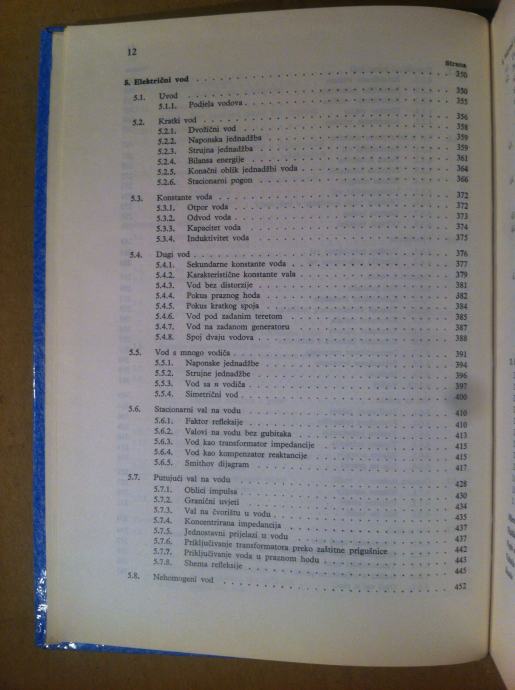 12
Strana
5. Električni vod . . . 350
5.1. Uvod . . . 350
5.1.1. Podjela vodova . . . 355
5.2. Kratki vod . . . 356
5.2.1. Dvožični vod . . . 358
5.2.2. Naponska jednadžba . . . 359
5.2.3. Strujna jednadžba . . . 359
5.2.4. Bilansa energije . . . 361
5.2.5. Konačni oblik jednadžbi voda . . . 364
5.2.6. Stacionarni pogon . . . 366
5.3. Konstante voda . . . 372
5.3.1. Otpor voda . . . 372
5.3.2. Odvod voda . . . 373
5.3.3. Kapacitet voda . . . 374
5.3.4. Induktivitet voda . . . 375
5.4. Dugi vod . . . 376
5.4.1. Sekundarne konstante voda . . . 377
5.4.2. Karakteristične konstante vala . . . 379
5.4.3. Vod bez distorzije . . . 381
5.4.4. Pokus praznog hoda . . . 382
5.4.5. Pokus kratkog spoja . . . 384
5.4.6. Vod pod zadanim teretom . . . 385
5.4.7. Vod na zadanom generatoru . . . 387
5.4.8. Spoj dvaju vodova . . . 388
5.5. Vod s mnogo vodiča . . . 391
5.5.1. Naponske jednadžbe . . . 394
5.5.2. Strujne jednadžbe . . . 396
5.5.3. Vod sa n vodiča . . . 397
5.5.4. Simetrični vod . . . 400
5.6. Stacionarni val na vodu . . . 410
5.6.1. Faktor refleksije . . . 410
5.6.2. Valovi na vodu bez gubitaka . . . 413
5.6.3. Vod kao transformator impedancije . . . 415
5.6.4. Vod kao kompenzator reaktancije . . . 415
5.6.5. Smithov dijagram . . . 417
5.7. Putujući val na vodu . . . 428
5.7.1. Oblici impulsa . . . 430
5.7.2. Granični uvjeti . . . 434
5.7.3. Val na čvorištu u vodu . . . 435
5.7.4. Koncentrirana impedancija . . . 437
5.7.5. Jednostavni prijelazi u vodu . . . 437
5.7.6. Priključivanje transformatora preko zaštitne prigušnice . . . 442
5.7.7. Priključivanje voda u praznom hodu . . . 443
5.7.8. Shema refleksije . . . 445
5.8. Nehomogeni vod . . . 452